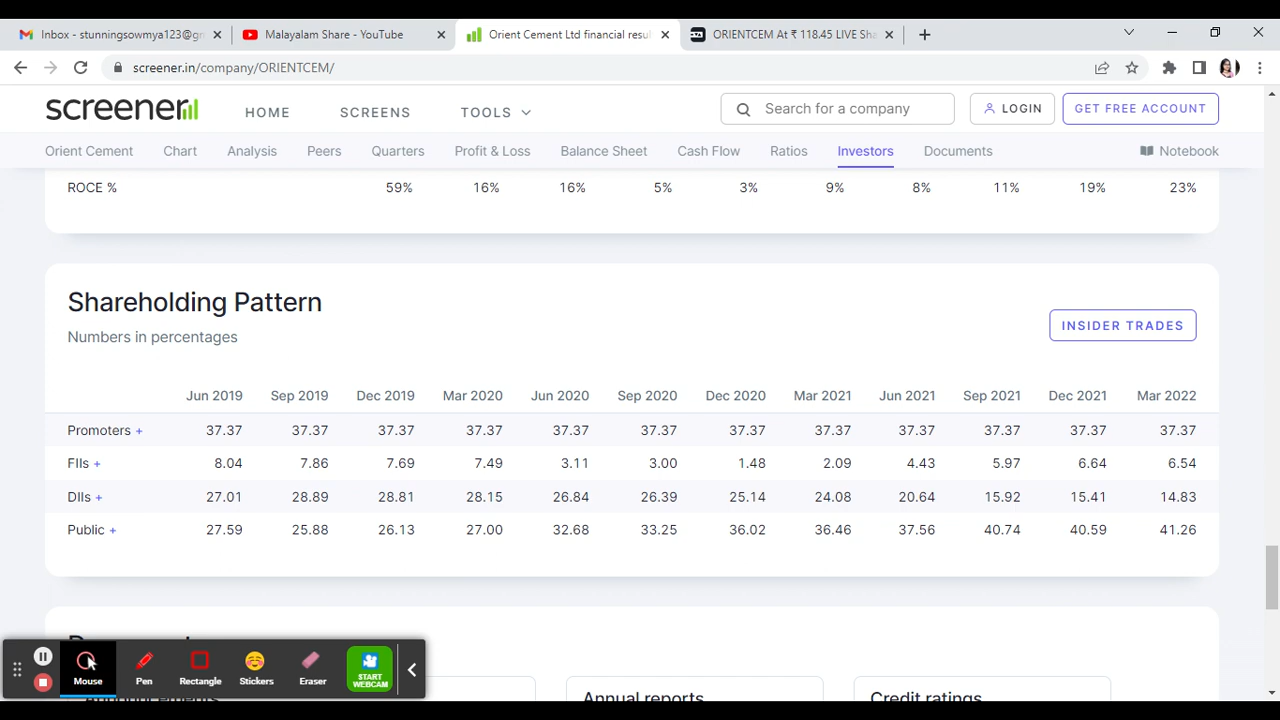 Inbox - stunningsowmya123@g
Malayalam Share - YouTube
Orient Cement Ltd financial resu
ORIENTCEM At ₹ 118.45 LIVE Sha
screener.in/company/ORIENTCEM/
screener
HOME
SCREENS
TOOLS
Search for a company
LOGIN
GET FREE ACCOUNT
Orient Cement
Chart
Analysis
Peers
Quarters
Profit & Loss
Balance Sheet
Cash Flow
Ratios
Investors
Documents
Notebook
ROCE % 59% 16% 16% 5% 3% 9% 8% 11% 19% 23%
Shareholding Pattern
Numbers in percentages
INSIDER TRADES
Jun 2019 Sep 2019 Dec 2019 Mar 2020 Jun 2020 Sep 2020 Dec 2020 Mar 2021 Jun 2021 Sep 2021 Dec 2021 Mar 2022
Promoters + 37.37 37.37 37.37 37.37 37.37 37.37 37.37 37.37 37.37 37.37 37.37 37.37
FIIs + 8.04 7.86 7.69 7.49 3.11 3.00 1.48 2.09 4.43 5.97 6.64 6.54
DIIs + 27.01 28.89 28.81 28.15 26.84 26.39 25.14 24.08 20.64 15.92 15.41 14.83
Public + 27.59 25.88 26.13 27.00 32.68 33.25 36.02 36.46 37.56 40.74 40.59 41.26
Mouse
Pen
Rectangle
Stickers
Eraser
START
WEBCAM
Announcements
Annual reports
Credit ratings